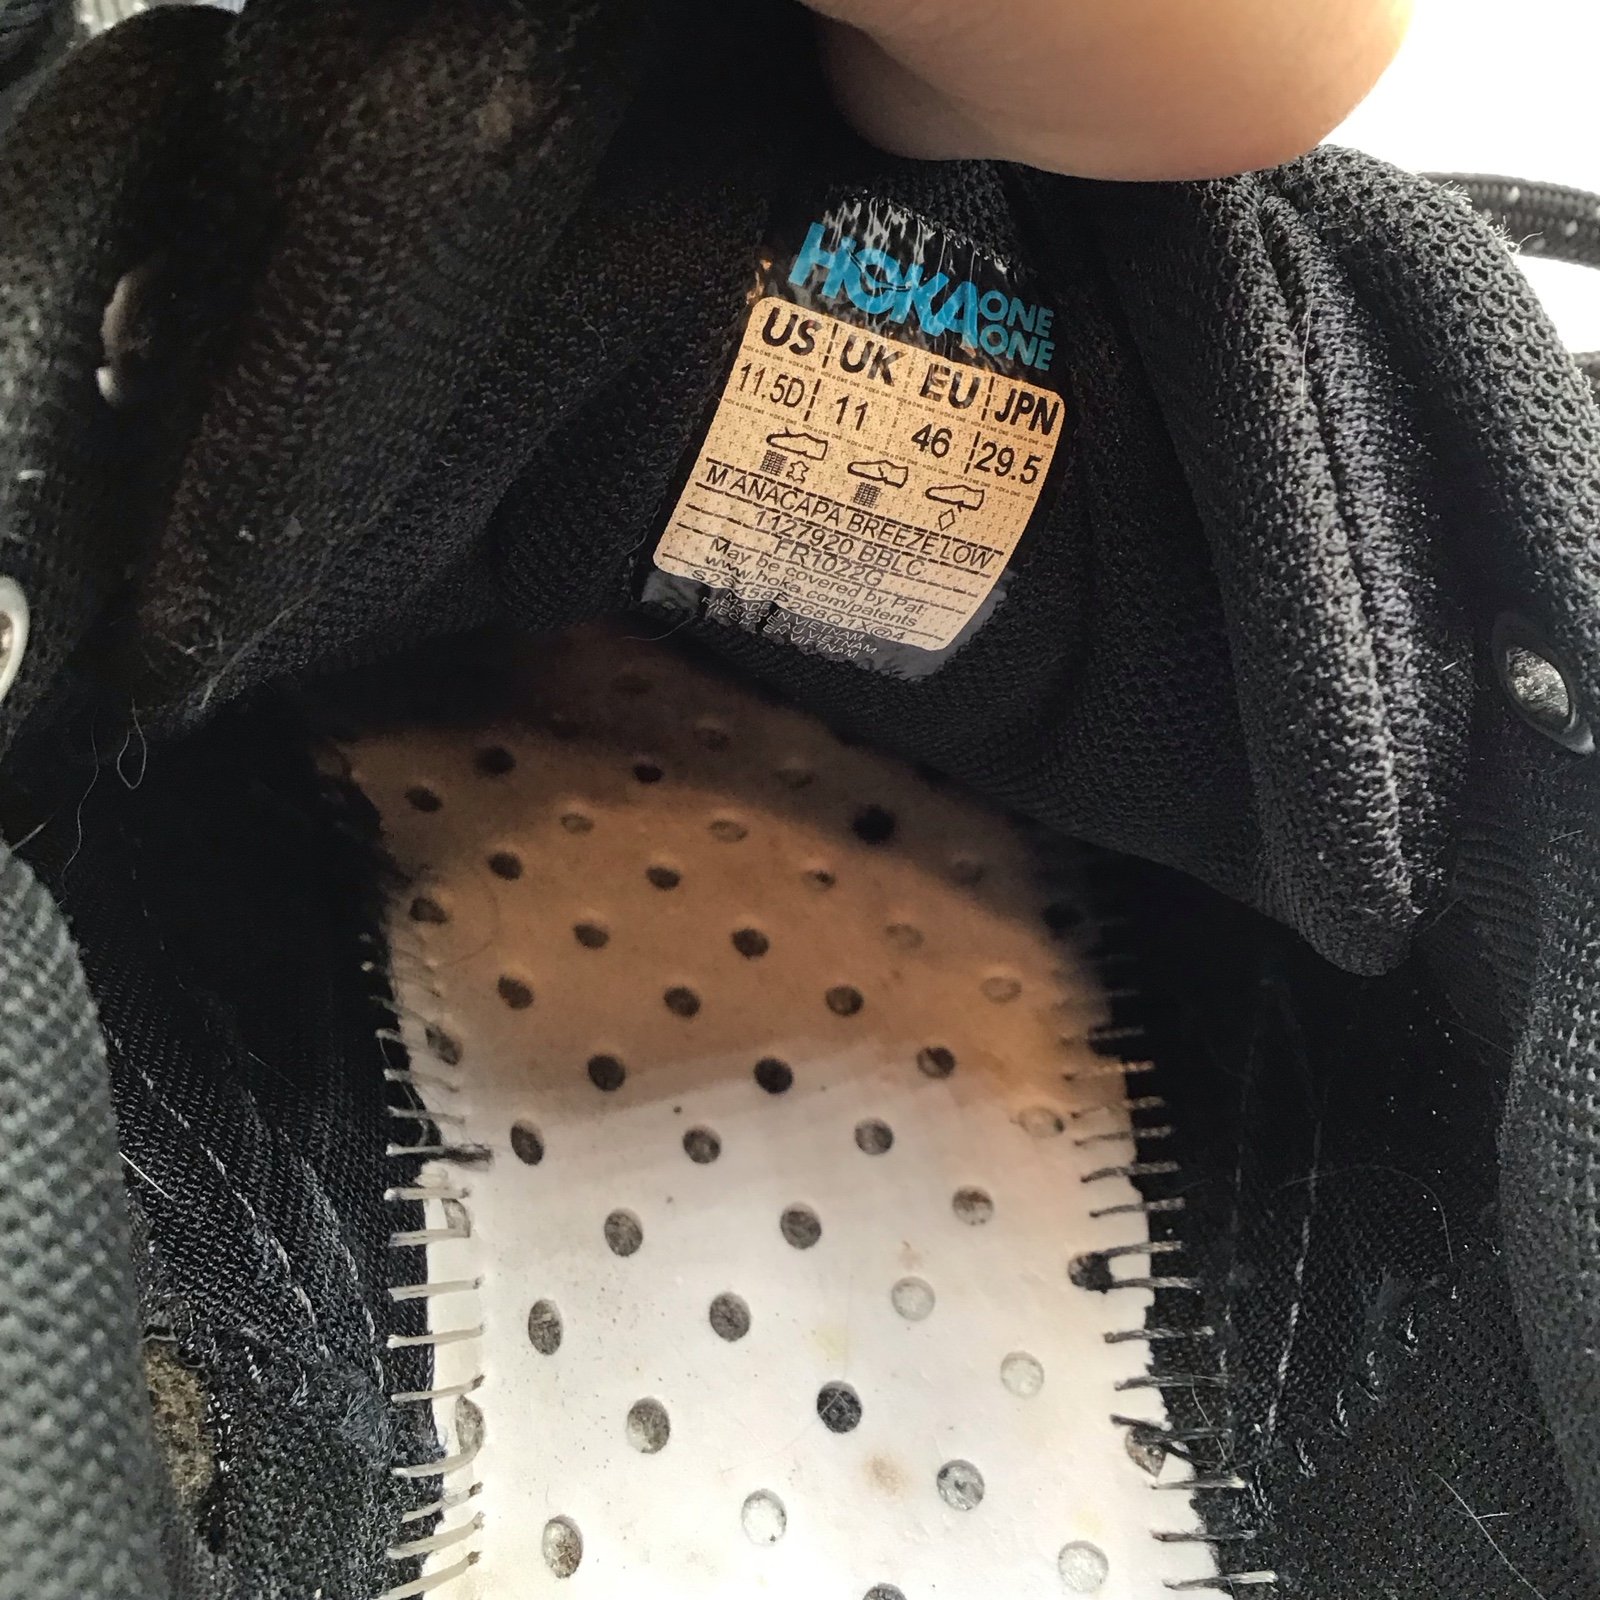 HOKA ONE ONE
US UK EU JPN
11.5D 11 46 29.5
M ANACAPA BREEZE LOW
1127920 BBLC
FR1022G
May be covered by Pat.
www.hoka.com/patents
MADE IN VIETNAM